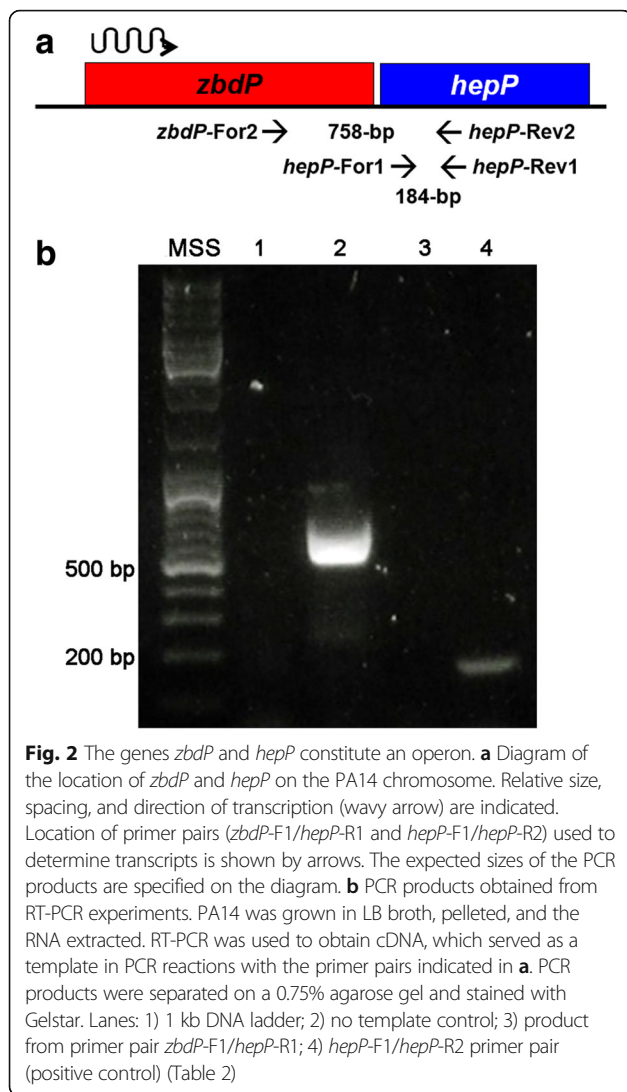 a
zbdP hepP
zbdP-For2 → 758-bp ← hepP-Rev2
hepP-For1 → ← hepP-Rev1
184-bp
b
MSS 1 2 3 4
500 bp
200 bp
Fig. 2 The genes zbdP and hepP constitute an operon. a Diagram of
the location of zbdP and hepP on the PA14 chromosome. Relative size,
spacing, and direction of transcription (wavy arrow) are indicated.
Location of primer pairs (zbdP-F1/hepP-R1 and hepP-F1/hepP-R2) used to
determine transcripts is shown by arrows. The expected sizes of the PCR
products are specified on the diagram. b PCR products obtained from
RT-PCR experiments. PA14 was grown in LB broth, pelleted, and the
RNA extracted. RT-PCR was used to obtain cDNA, which served as a
template in PCR reactions with the primer pairs indicated in a. PCR
products were separated on a 0.75% agarose gel and stained with
Gelstar. Lanes: 1) 1 kb DNA ladder; 2) no template control; 3) product
from primer pair zbdP-F1/hepP-R1; 4) hepP-F1/hepP-R2 primer pair
(positive control) (Table 2)